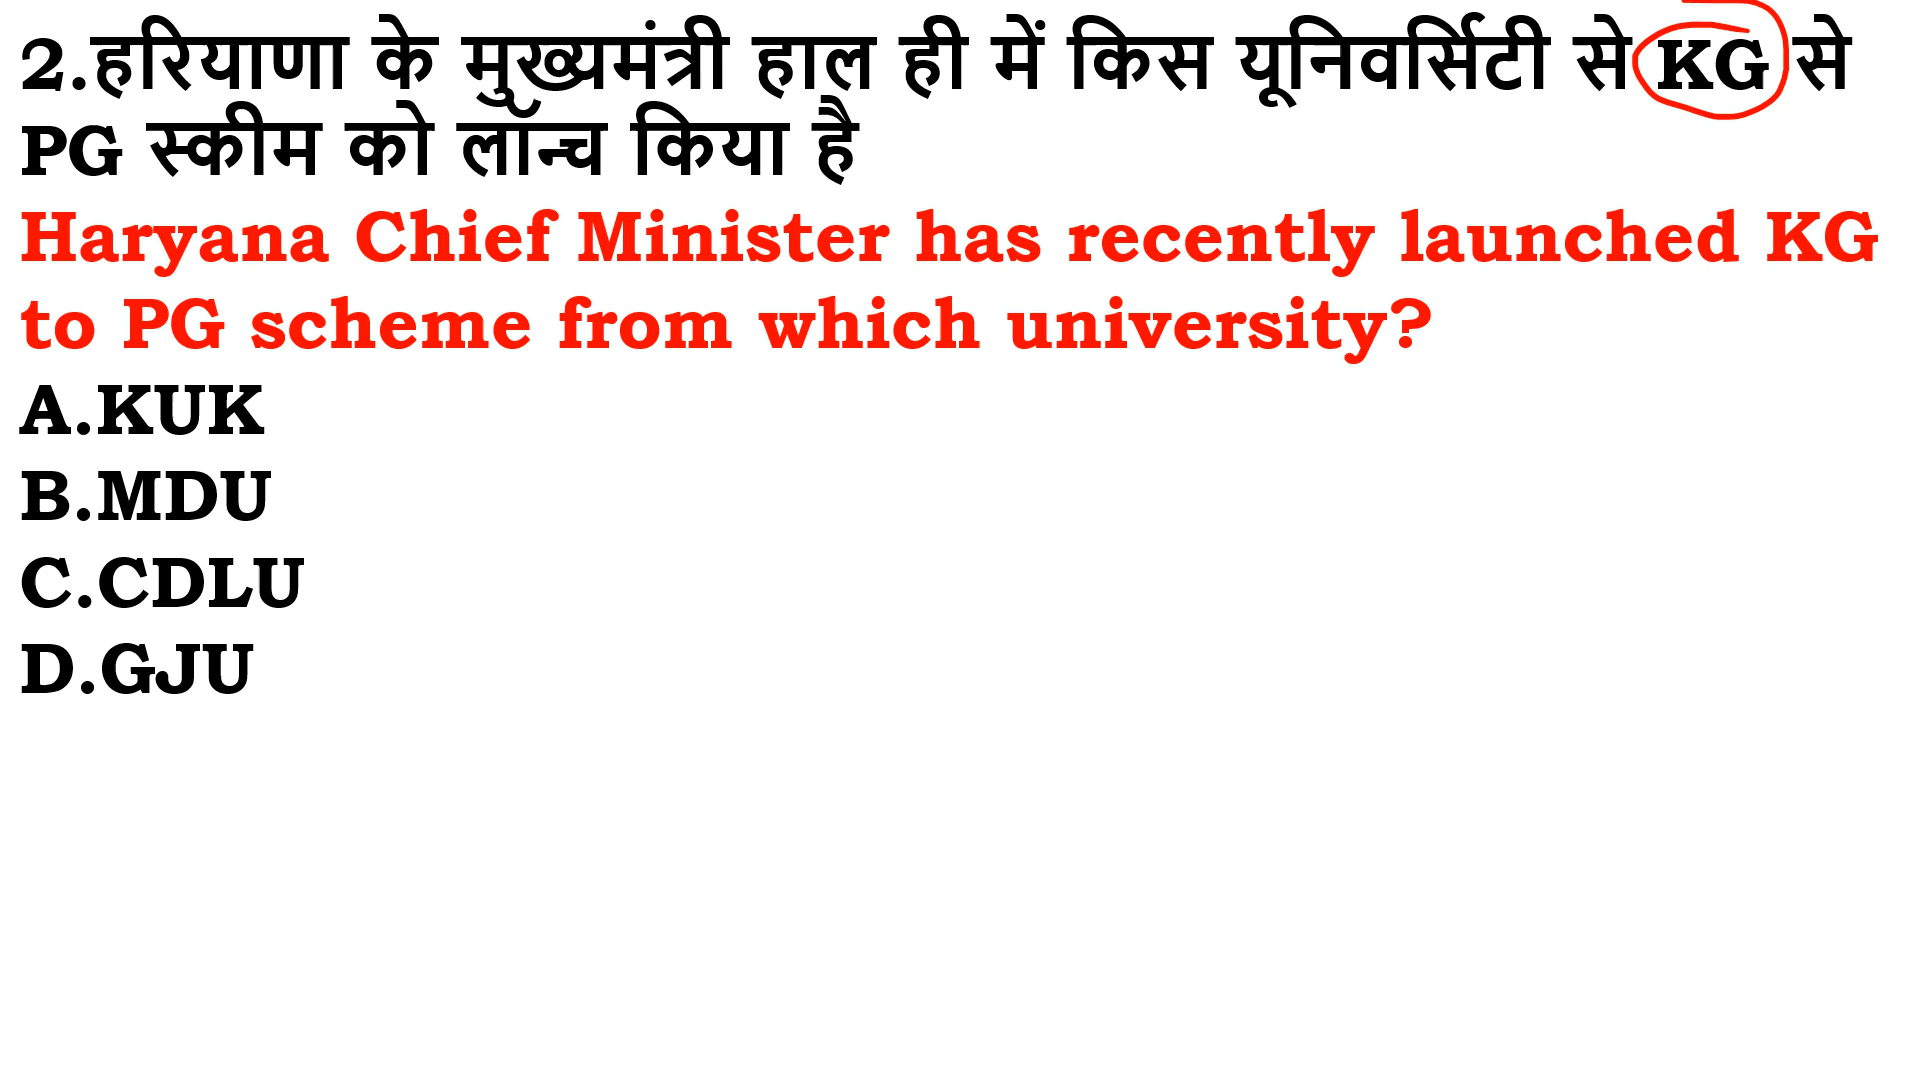 2.हरियाणा के मुख्यमंत्री हाल ही में किस यूनिवर्सिटी से KG से
PG स्कीम को लॉन्च किया है
Haryana Chief Minister has recently launched KG
to PG scheme from which university?
A.KUK
B.MDU
C.CDLU
D.GJU